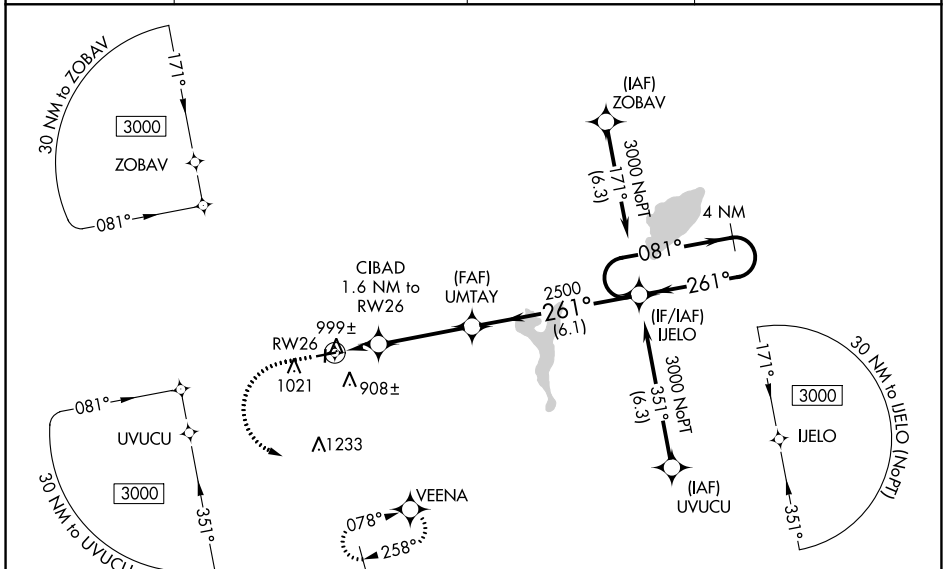 30 NM to ZOBAV
171°
3000
ZOBAV
081°
(IAF)
ZOBAV
3000 NoPT
171°
(6.3)
4 NM
081°
261°
(IF/IAF)
IJELO
2500
261°
(6.1)
(FAF)
UMTAY
CIBAD
1.6 NM to
RW26
RW26
999±
1021
908±
1233
3000 NoPT
351°
(6.3)
(IAF)
UVUCU
VEENA
078°
258°
081°
UVUCU
3000
351°
30 NM to UVUCU
171°
3000
IJELO
351°
30 NM to IJELO (NoPT)